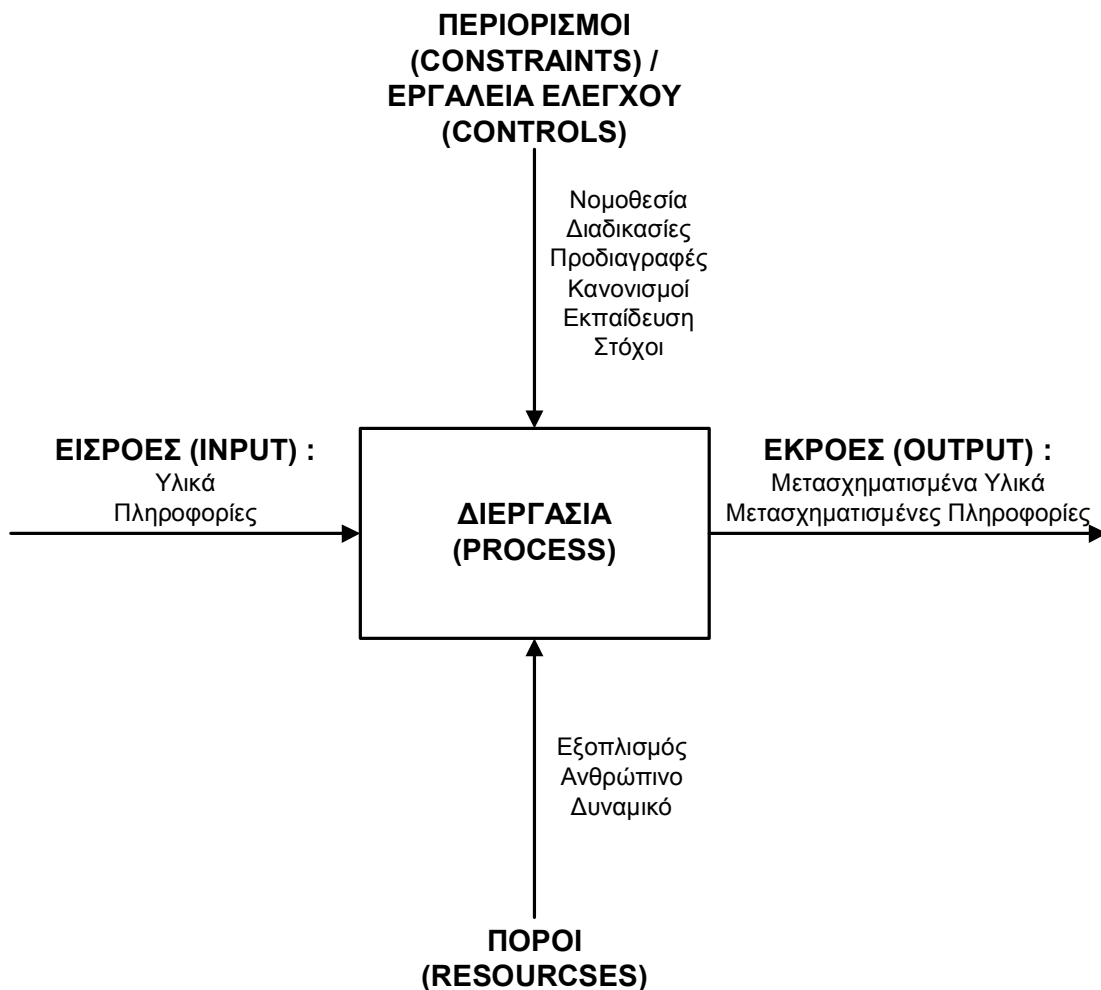 ΠΕΡΙΟΡΙΣΜΟΙ
(CONSTRAINTS) /
ΕΡΓΑΛΕΙΑ ΕΛΕΓΧΟΥ
(CONTROLS)
Νομοθεσία
Διαδικασίες
Προδιαγραφές
Κανονισμοί
Εκπαίδευση
Στόχοι
ΕΙΣΡΟΕΣ (INPUT) :
Υλικά
Πληροφορίες
ΔΙΕΡΓΑΣΙΑ
(PROCESS)
ΕΚΡΟΕΣ (OUTPUT) :
Μετασχηματισμένα Υλικά
Μετασχηματισμένες Πληροφορίες
Εξοπλισμός
Ανθρώπινο
Δυναμικό
ΠΟΡΟΙ
(RESOURCSES)